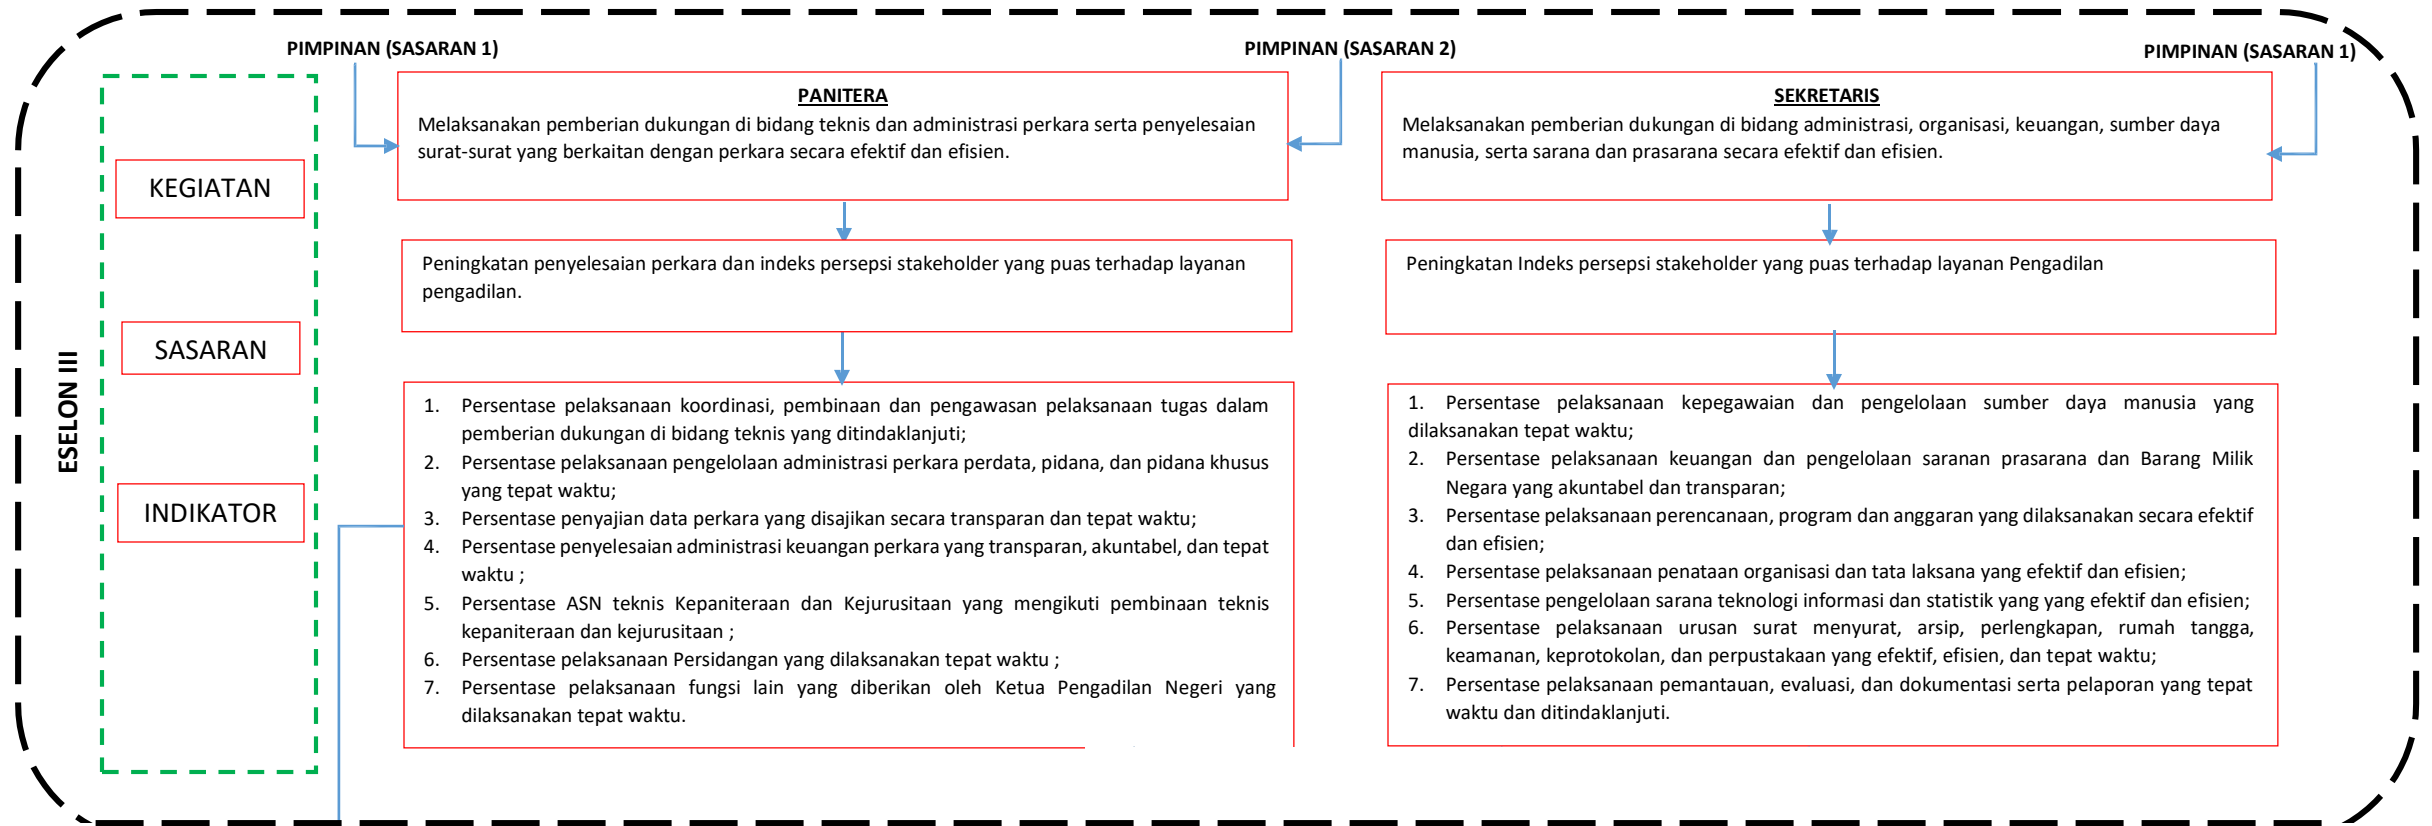 PIMPINAN (SASARAN 1)
PIMPINAN (SASARAN 2)
PIMPINAN (SASARAN 1)
ESELON III
KEGIATAN
SASARAN
INDIKATOR
PANITERA
Melaksanakan pemberian dukungan di bidang teknis dan administrasi perkara serta penyelesaian
surat-surat yang berkaitan dengan perkara secara efektif dan efisien.
Peningkatan penyelesaian perkara dan indeks persepsi stakeholder yang puas terhadap layanan
pengadilan.
1. Persentase pelaksanaan koordinasi, pembinaan dan pengawasan pelaksanaan tugas dalam
pemberian dukungan di bidang teknis yang ditindaklanjuti;
2. Persentase pelaksanaan pengelolaan administrasi perkara perdata, pidana, dan pidana khusus
yang tepat waktu;
3. Persentase penyajian data perkara yang disajikan secara transparan dan tepat waktu;
4. Persentase penyelesaian administrasi keuangan perkara yang transparan, akuntabel, dan tepat
waktu ;
5. Persentase ASN teknis Kepaniteraan dan Kejurusitaan yang mengikuti pembinaan teknis
kepaniteraan dan kejurusitaan ;
6. Persentase pelaksanaan Persidangan yang dilaksanakan tepat waktu ;
7. Persentase pelaksanaan fungsi lain yang diberikan oleh Ketua Pengadilan Negeri yang
dilaksanakan tepat waktu.
SEKRETARIS
Melaksanakan pemberian dukungan di bidang administrasi, organisasi, keuangan, sumber daya
manusia, serta sarana dan prasarana secara efektif dan efisien.
Peningkatan Indeks persepsi stakeholder yang puas terhadap layanan Pengadilan
1. Persentase pelaksanaan kepegawaian dan pengelolaan sumber daya manusia yang
dilaksanakan tepat waktu;
2. Persentase pelaksanaan keuangan dan pengelolaan saranan prasarana dan Barang Milik
Negara yang akuntabel dan transparan;
3. Persentase pelaksanaan perencanaan, program dan anggaran yang dilaksanakan secara efektif
dan efisien;
4. Persentase pelaksanaan penataan organisasi dan tata laksana yang efektif dan efisien;
5. Persentase pengelolaan sarana teknologi informasi dan statistik yang yang efektif dan efisien;
6. Persentase pelaksanaan urusan surat menyurat, arsip, perlengkapan, rumah tangga,
keamanan, keprotokolan, dan perpustakaan yang efektif, efisien, dan tepat waktu;
7. Persentase pelaksanaan pemantauan, evaluasi, dan dokumentasi serta pelaporan yang tepat
waktu dan ditindaklanjuti.